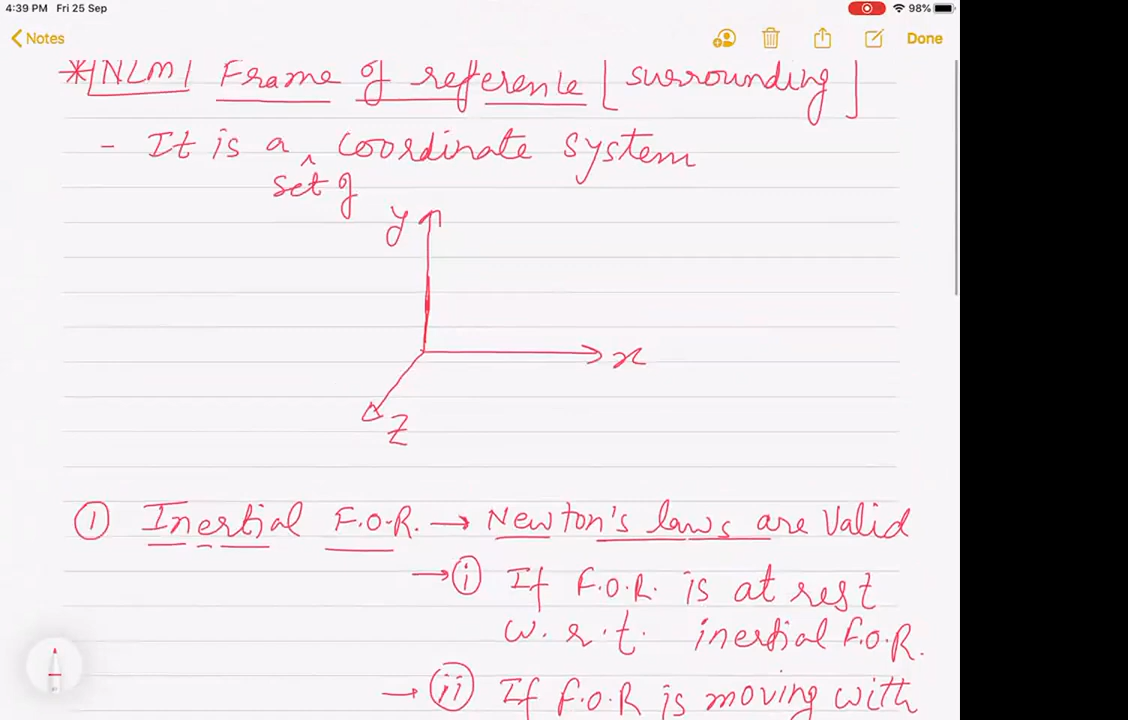 4:39 PM Fri 25 Sep
98%
Notes
Done
*|NLM| Frame of reference [surrounding]
- It is a ^ coordinate system
set of
y
x
z
① Inertial F.O.R. → Newton's laws are Valid
→ ⓘ If F.O.R. is at rest
w.r.t. inertial F.O.R.
→ ⓘⓘ If F.O.R is moving with